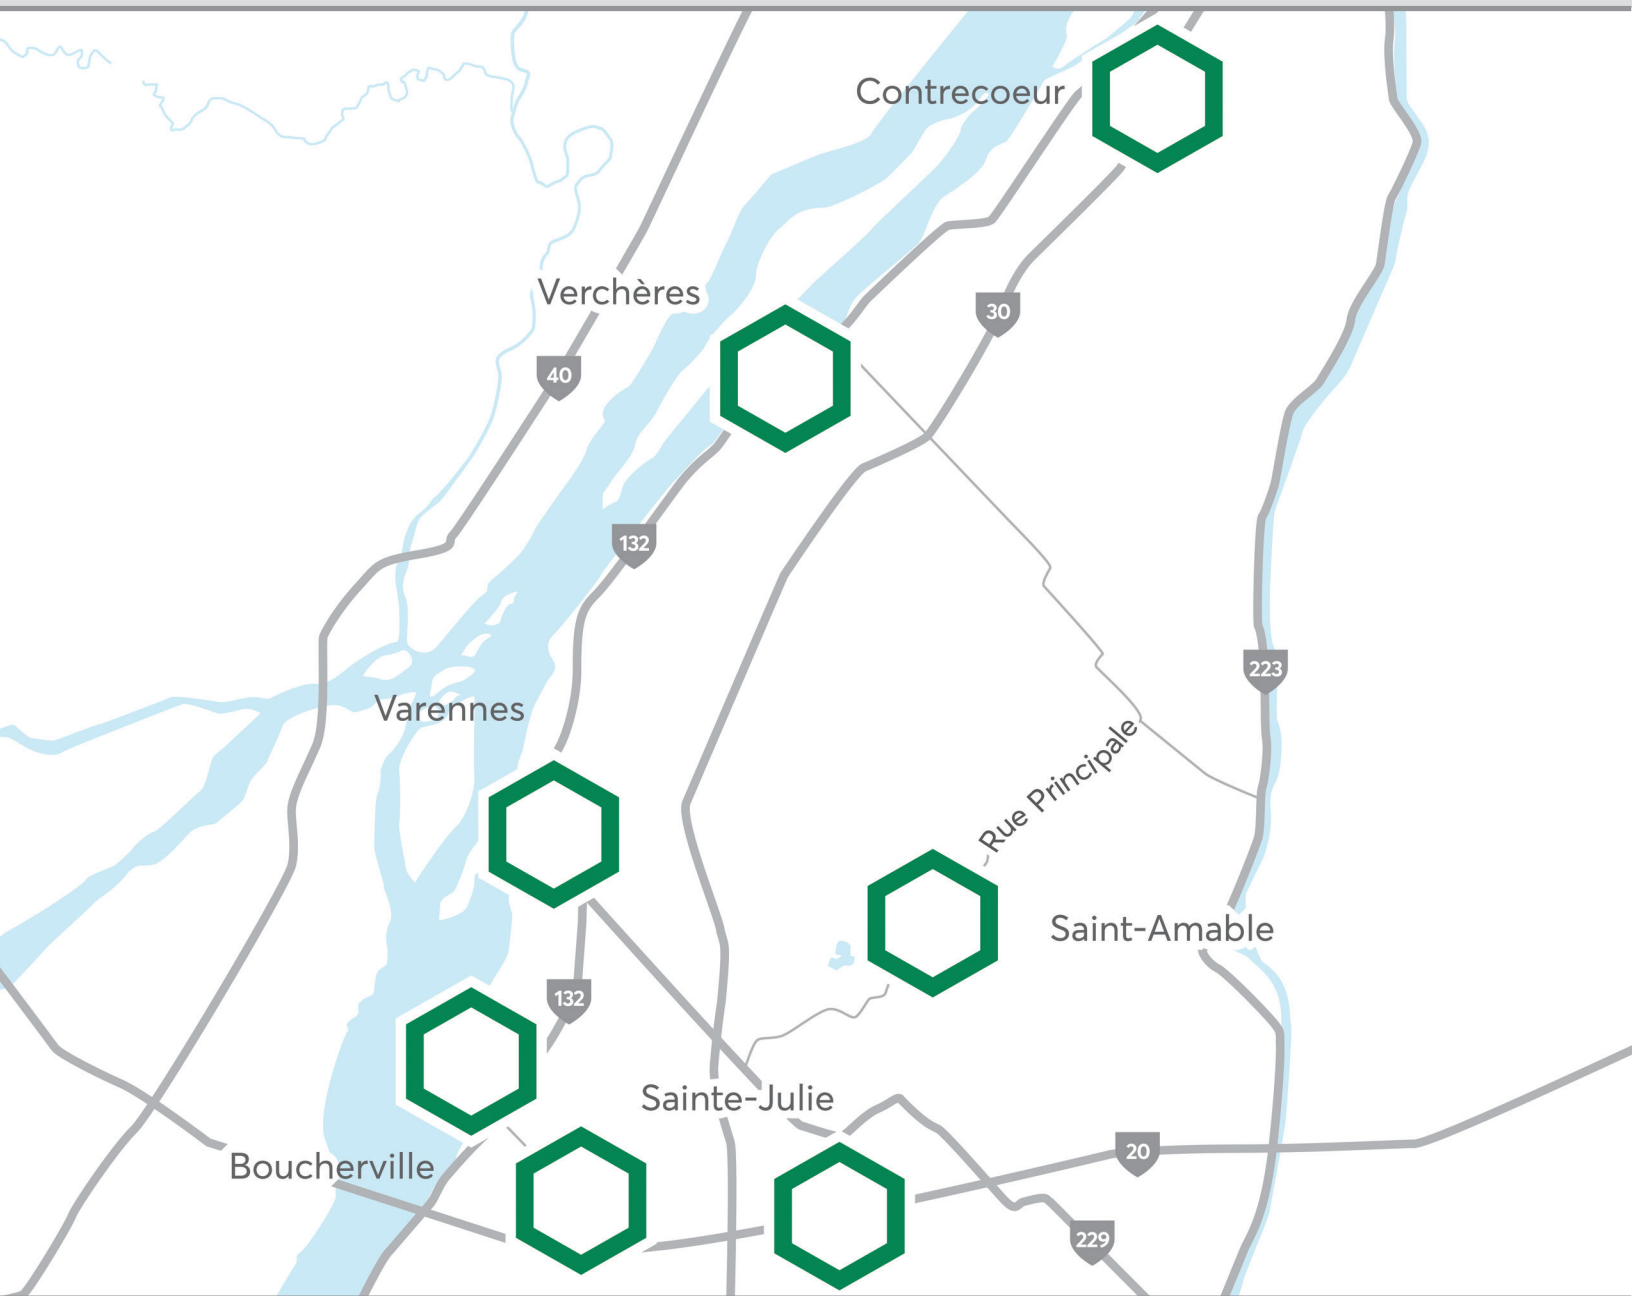 Contrecoeur
Verchères
30
40
132
223
Varennes
Rue Principale
Saint-Amable
132
Sainte-Julie
20
Boucherville
229